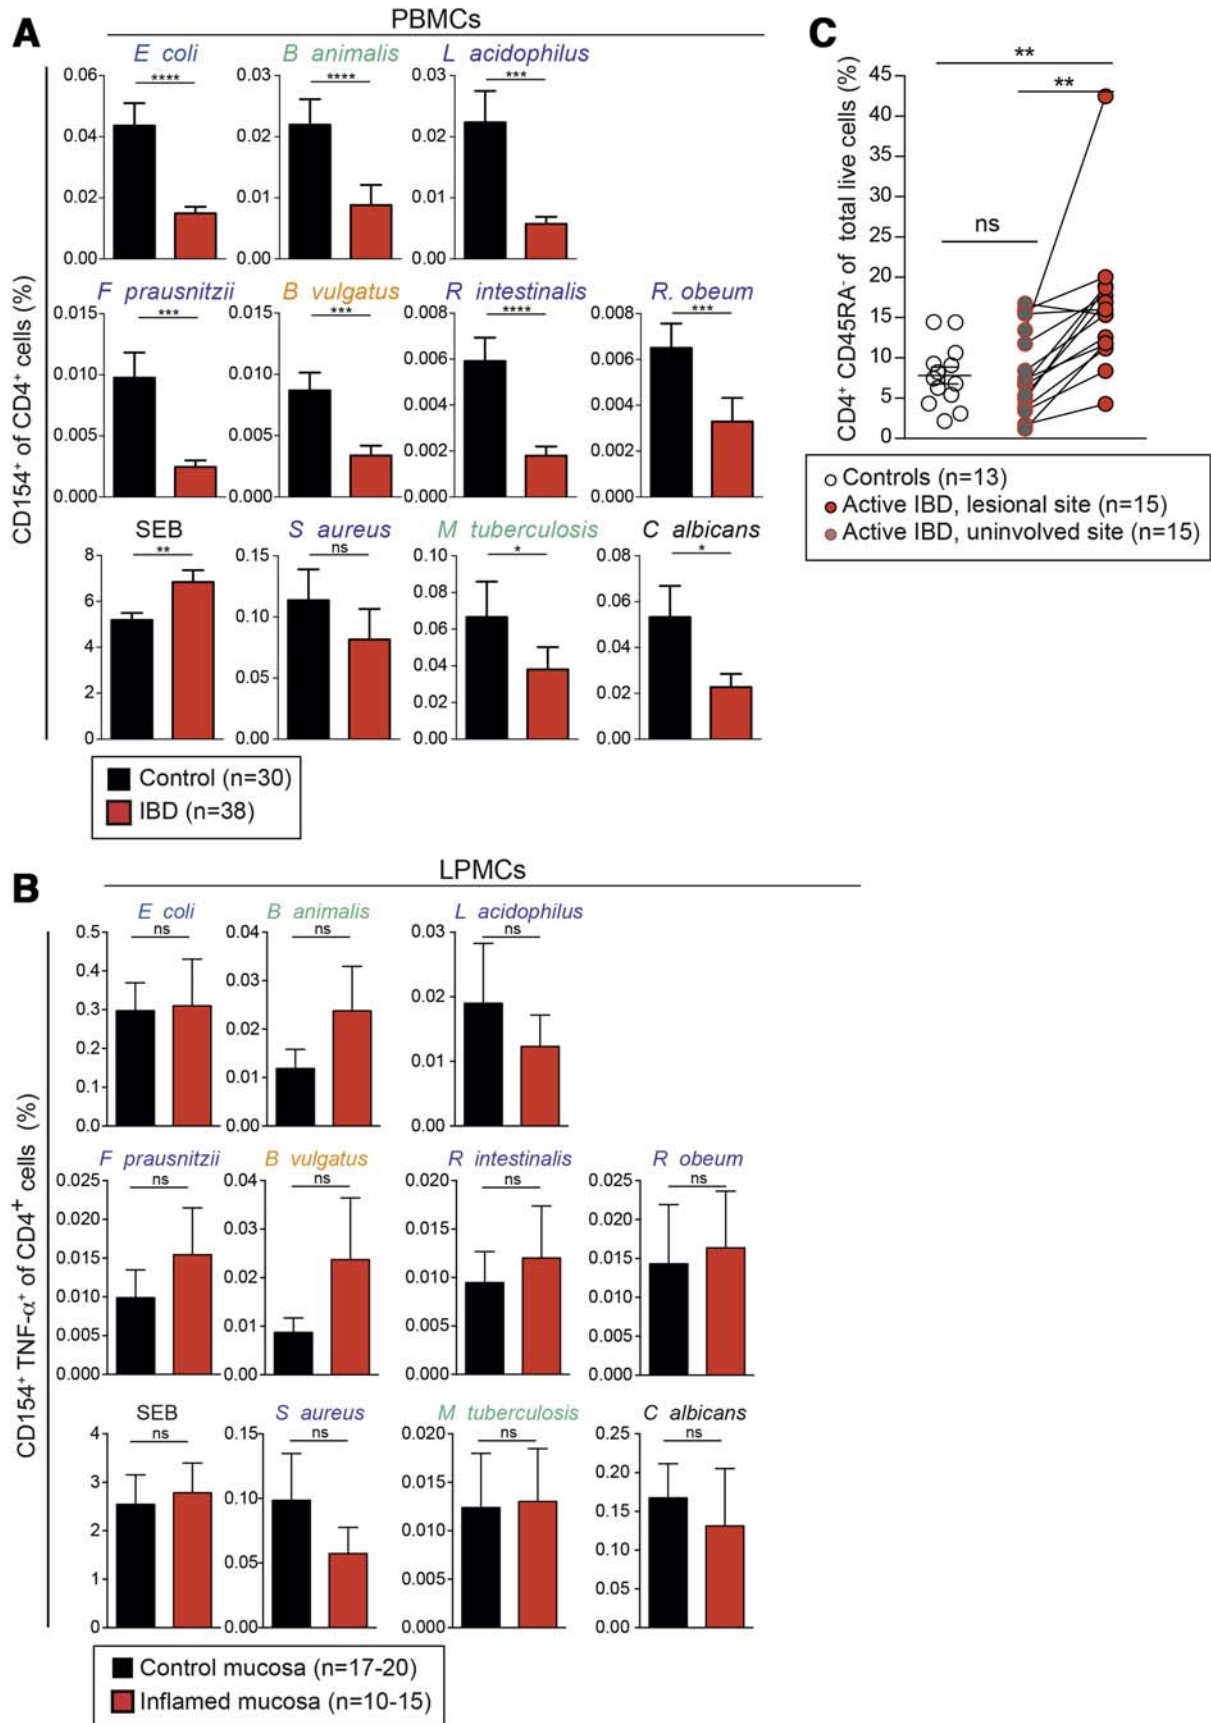 A
PBMCs
E coli
B animalis
L acidophilus
CD154+ of CD4+ cells (%)
0.06
0.04
0.02
0.00
****
0.03
0.02
0.01
0.00
****
0.03
0.02
0.01
0.00
***
F prausnitzii
B vulgatus
R intestinalis
R. obeum
0.015
0.010
0.005
0.000
***
0.015
0.010
0.005
0.000
***
0.008
0.006
0.004
0.002
0.000
****
0.008
0.006
0.004
0.002
0.000
***
SEB
S aureus
M tuberculosis
C albicans
8
6
4
2
0
**
0.15
0.10
0.05
0.00
ns
0.10
0.08
0.06
0.04
0.02
0.00
*
0.08
0.06
0.04
0.02
0.00
*
Control (n=30)
IBD (n=38)
C
CD4+ CD45RA- of total live cells (%)
**
**
ns
45
40
35
30
25
20
15
10
5
0
Controls (n=13)
Active IBD, lesional site (n=15)
Active IBD, uninvolved site (n=15)
B
LPMCs
CD154+ TNF-α+ of CD4+ cells (%)
E coli
B animalis
L acidophilus
0.5
0.4
0.3
0.2
0.1
0.0
ns
0.04
0.03
0.02
0.01
0.00
ns
0.03
0.02
0.01
0.00
ns
F prausnitzii
B vulgatus
R intestinalis
R obeum
0.025
0.020
0.015
0.010
0.005
0.000
ns
0.04
0.03
0.02
0.01
0.00
ns
0.020
0.015
0.010
0.005
0.000
ns
0.025
0.020
0.015
0.010
0.005
0.000
ns
SEB
S aureus
M tuberculosis
C albicans
4
3
2
1
0
ns
0.15
0.10
0.05
0.00
ns
0.020
0.015
0.010
0.005
0.000
ns
0.25
0.20
0.15
0.10
0.05
0.00
ns
Control mucosa (n=17-20)
Inflamed mucosa (n=10-15)